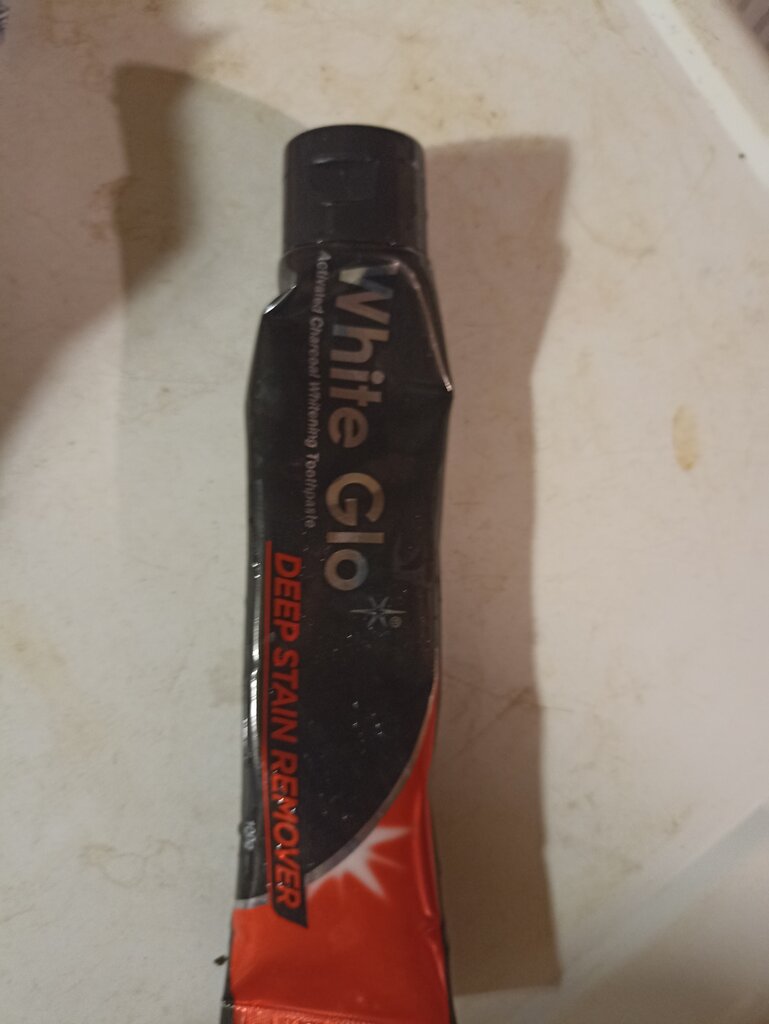 White Glo
®
Activated Charcoal Whitening Toothpaste
DEEP STAIN REMOVER